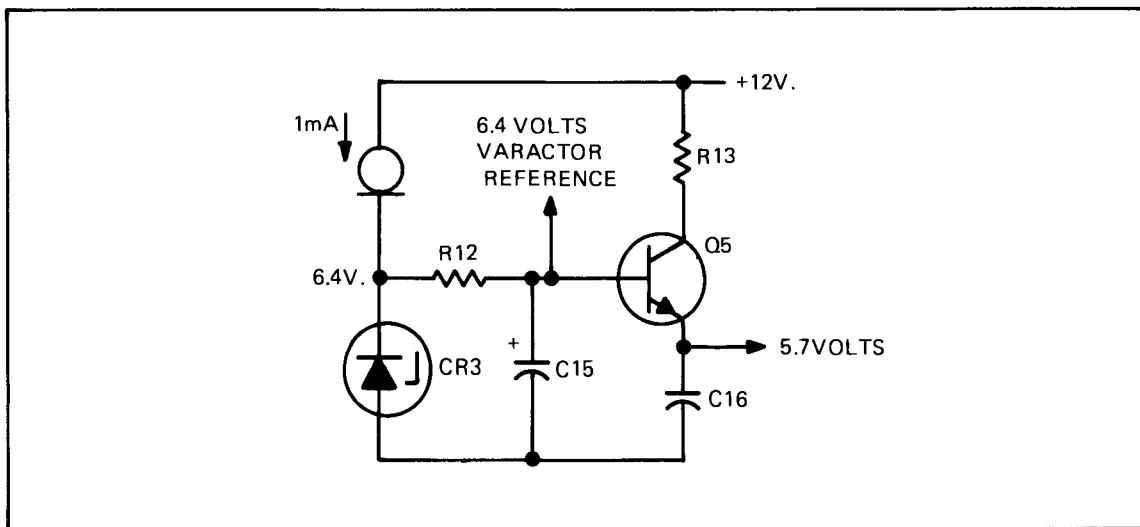 +12V.
1mA
6.4 VOLTS
VARACTOR
REFERENCE
R13
Q5
R12
6.4V.
5.7VOLTS
+
C15
CR3
C16